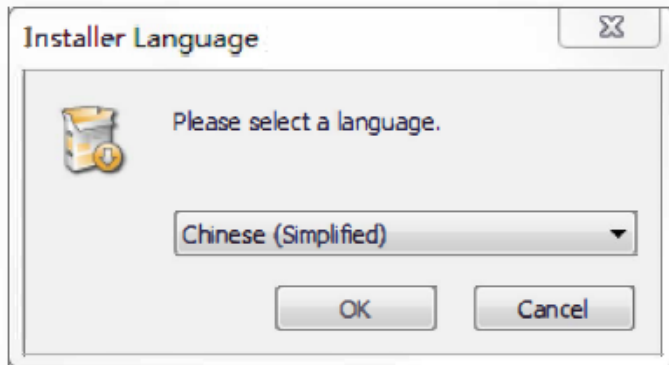 Installer Language
Please select a language.
Chinese (Simplified)
OK
Cancel